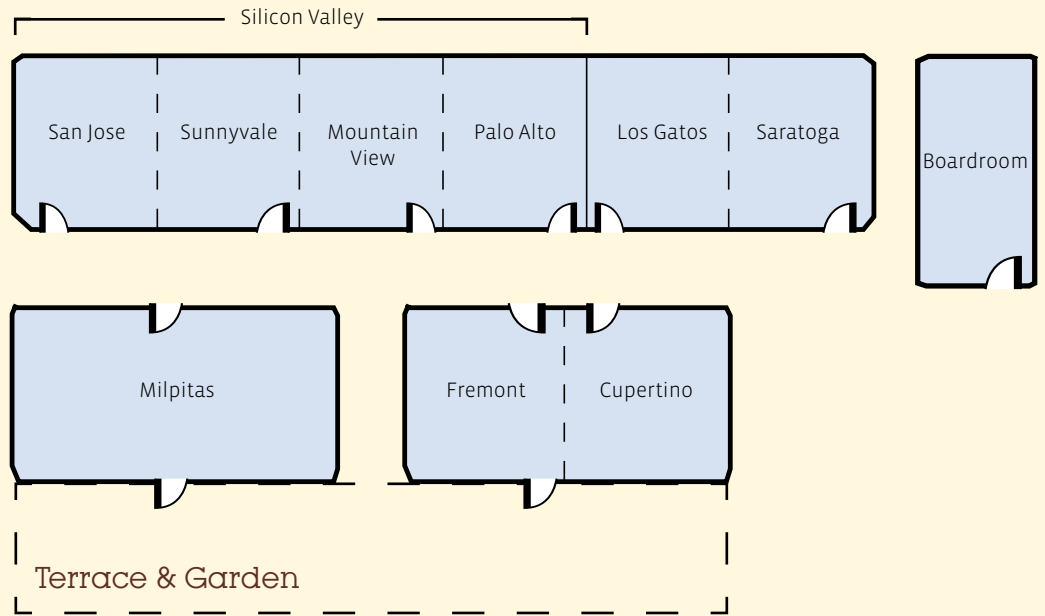 Silicon Valley
San Jose
Sunnyvale
Mountain
View
Palo Alto
Los Gatos
Saratoga
Boardroom
Milpitas
Fremont
Cupertino
Terrace & Garden